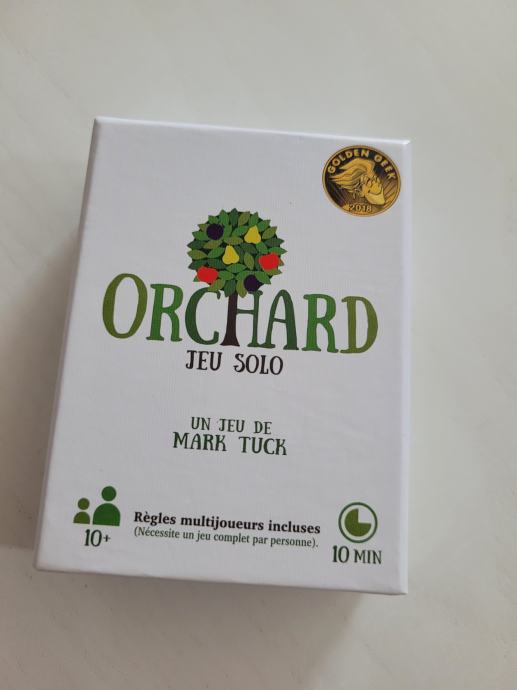 GOLDEN GEEK
2018
ORCHARD
JEU SOLO
UN JEU DE
MARK TUCK
Règles multijoueurs incluses
(Nécessite un jeu complet par personne).
10+
10 MIN